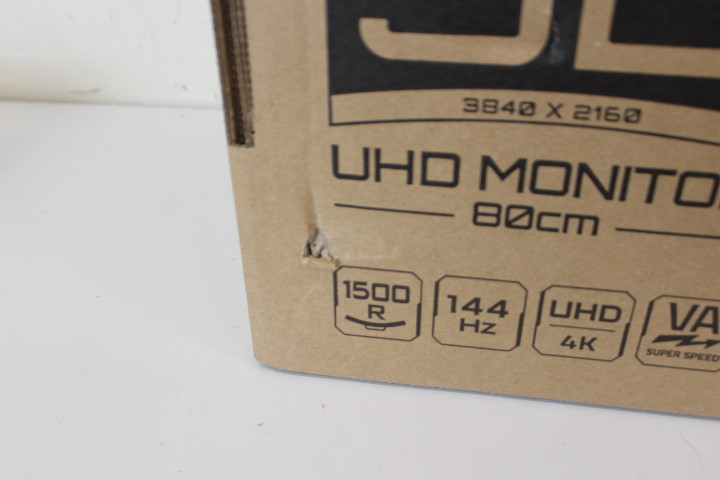 3840 X 2160
UHD MONITO
80cm
1500
R
144
Hz
UHD
4K
VA
SUPER SPEED